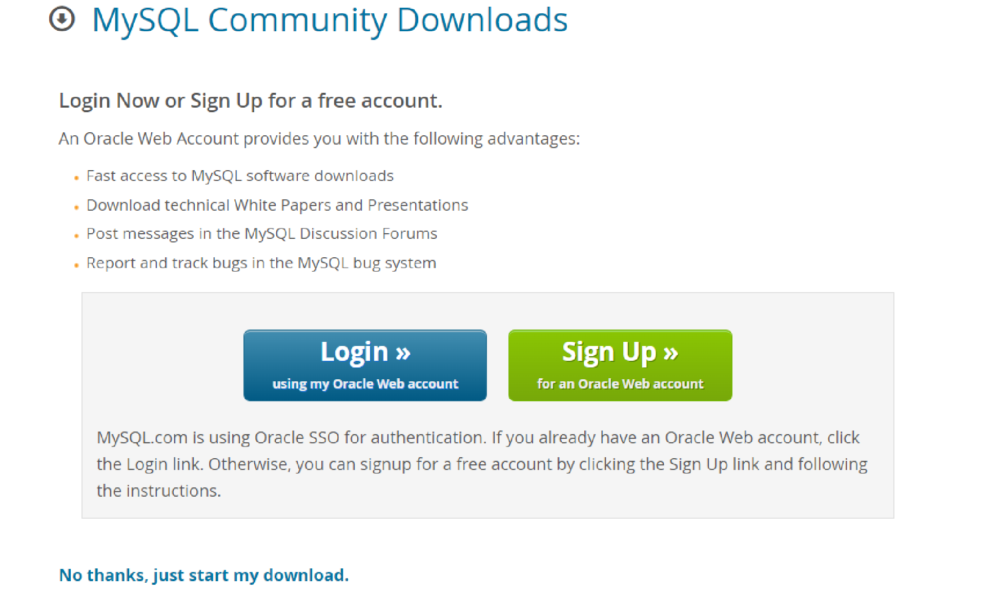 MySQL Community Downloads
Login Now or Sign Up for a free account.
An Oracle Web Account provides you with the following advantages:
Fast access to MySQL software downloads
Download technical White Papers and Presentations
Post messages in the MySQL Discussion Forums
Report and track bugs in the MySQL bug system
Login »
using my Oracle Web account
Sign Up »
for an Oracle Web account
MySQL.com is using Oracle SSO for authentication. If you already have an Oracle Web account, click
the Login link. Otherwise, you can signup for a free account by clicking the Sign Up link and following
the instructions.
No thanks, just start my download.